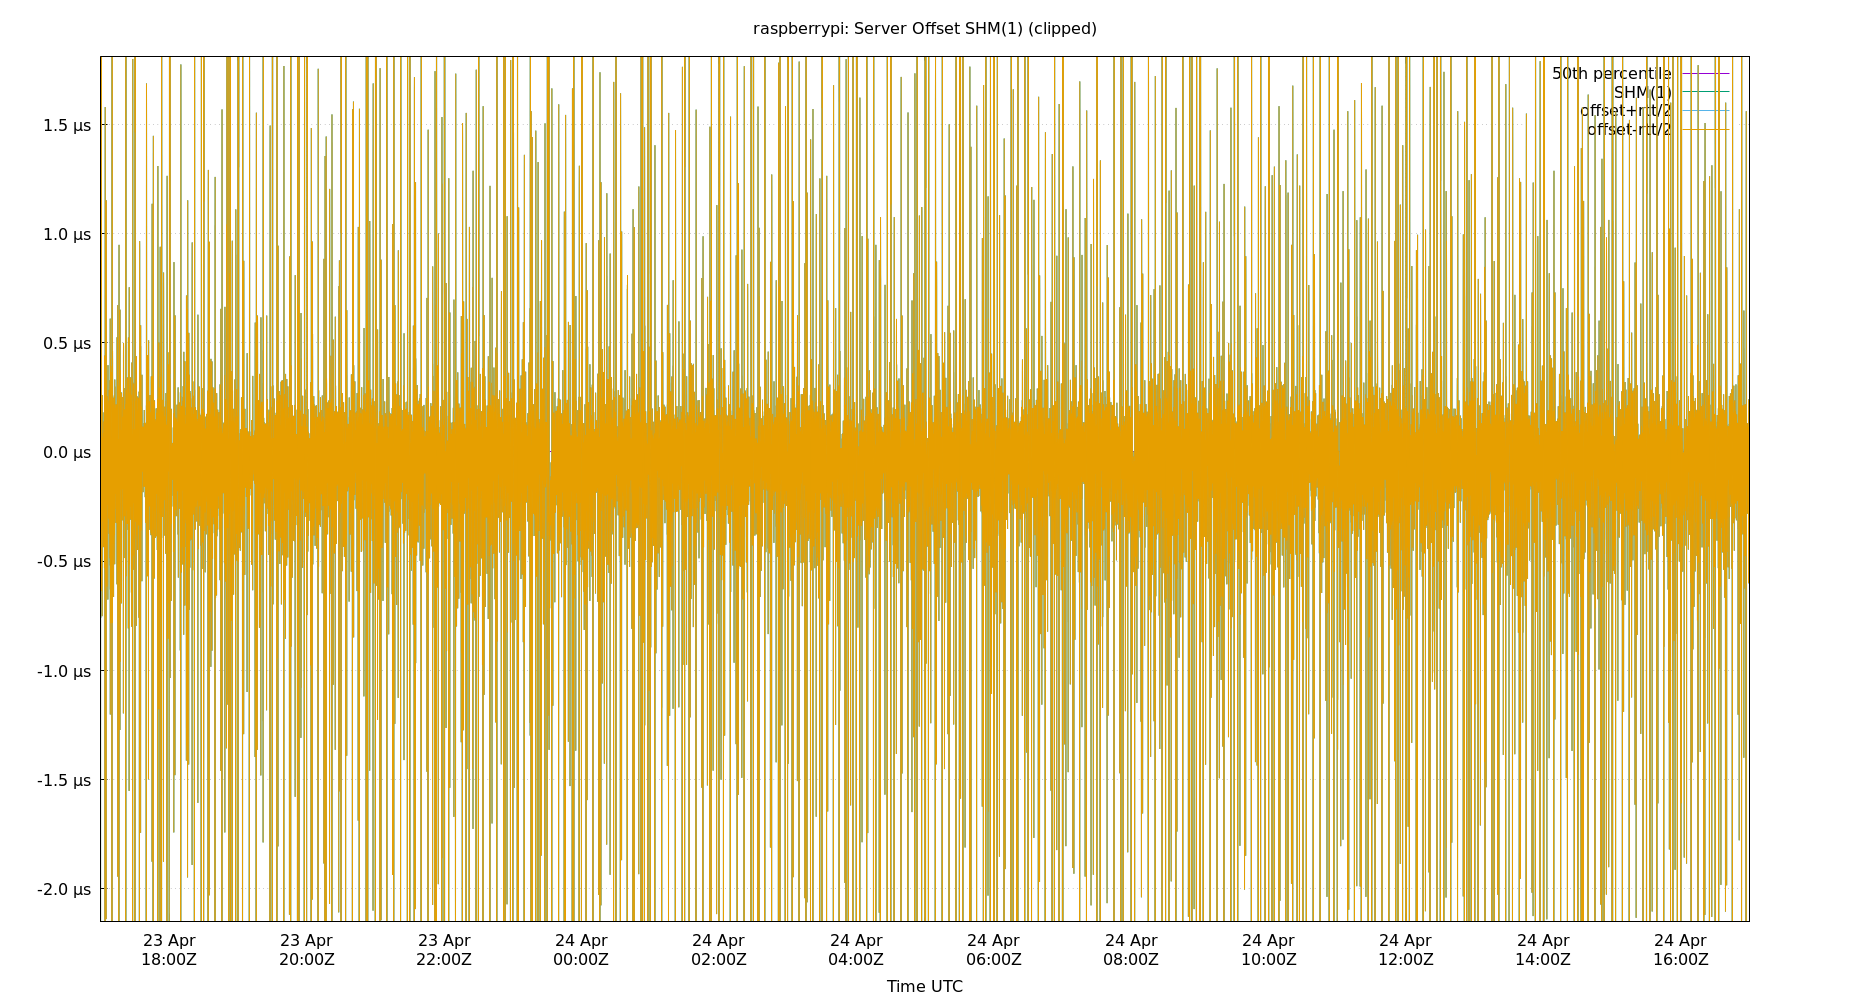 raspberrypi: Server Offset SHM(1) (clipped)
50th percentile
SHM(1)
offset+rtt/2
offset-rtt/2
1.5 µs
1.0 µs
0.5 µs
0.0 µs
-0.5 µs
-1.0 µs
-1.5 µs
-2.0 µs
23 Apr 23 Apr 23 Apr 24 Apr 24 Apr 24 Apr 24 Apr 24 Apr 24 Apr 24 Apr 24 Apr 24 Apr
18:00Z 20:00Z 22:00Z 00:00Z 02:00Z 04:00Z 06:00Z 08:00Z 10:00Z 12:00Z 14:00Z 16:00Z
Time UTC